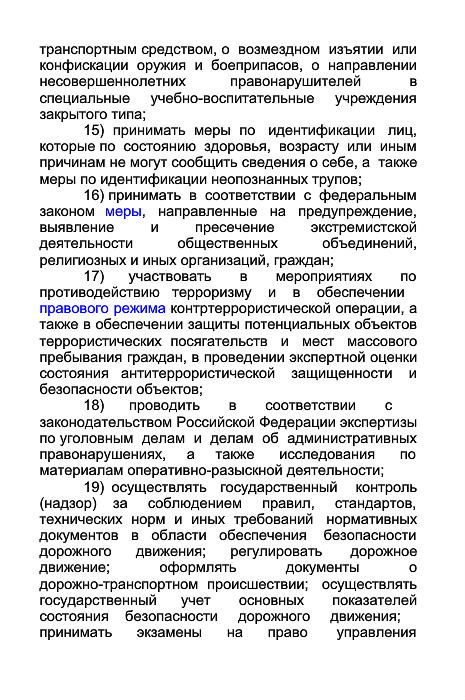 транспортным средством, о возмездном изъятии или
конфискации оружия и боеприпасов, о направлении
несовершеннолетних правонарушителей в
специальные учебно-воспитательные учреждения
закрытого типа;
15) принимать меры по идентификации лиц,
которые по состоянию здоровья, возрасту или иным
причинам не могут сообщить сведения о себе, а также
меры по идентификации неопознанных трупов;
16) принимать в соответствии с федеральным
законом меры, направленные на предупреждение,
выявление и пресечение экстремистской
деятельности общественных объединений,
религиозных и иных организаций, граждан;
17) участвовать в мероприятиях по
противодействию терроризму и в обеспечении
правового режима контртеррористической операции, а
также в обеспечении защиты потенциальных объектов
террористических посягательств и мест массового
пребывания граждан, в проведении экспертной оценки
состояния антитеррористической защищенности и
безопасности объектов;
18) проводить в соответствии с
законодательством Российской Федерации экспертизы
по уголовным делам и делам об административных
правонарушениях, а также исследования по
материалам оперативно-разыскной деятельности;
19) осуществлять государственный контроль
(надзор) за соблюдением правил, стандартов,
технических норм и иных требований нормативных
документов в области обеспечения безопасности
дорожного движения; регулировать дорожное
движение; оформлять документы о
дорожно-транспортном происшествии; осуществлять
государственный учет основных показателей
состояния безопасности дорожного движения;
принимать экзамены на право управления